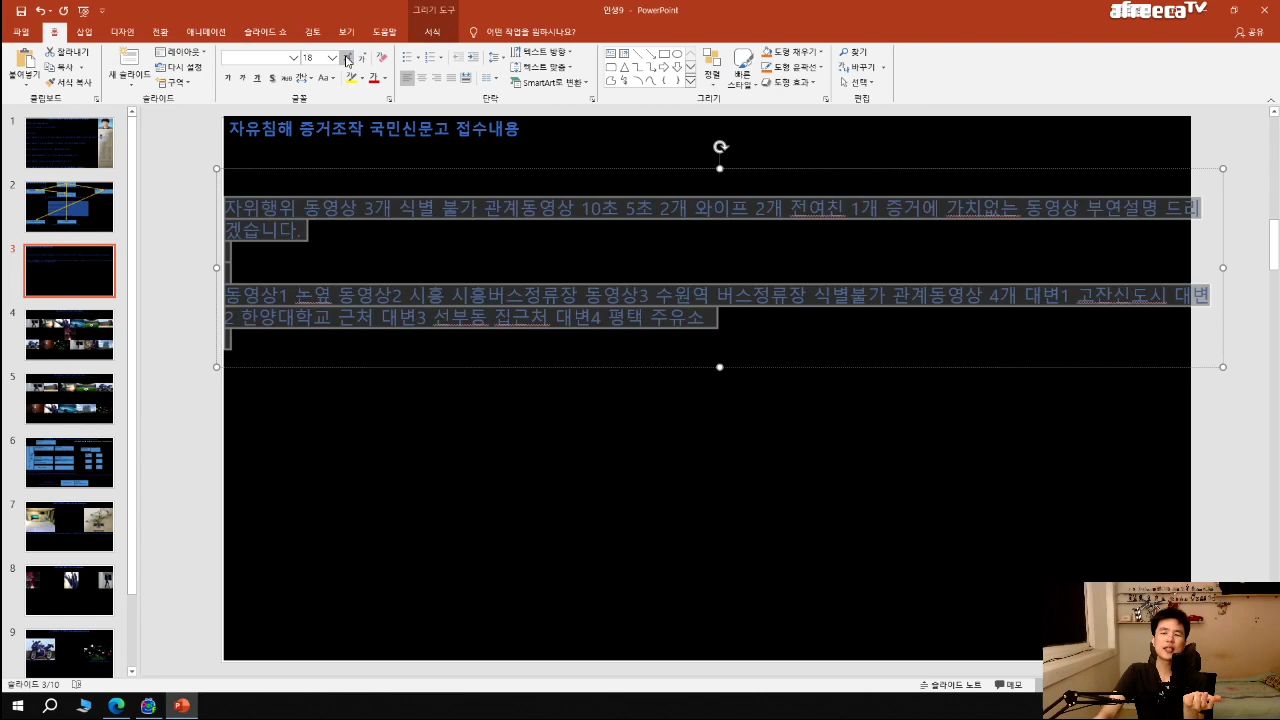 인생9 - PowerPoint
그리기 도구
afreecaTV
파일 홈 삽입 디자인 전환 애니메이션 슬라이드 쇼 검토 보기 도움말 서식 어떤 작업을 원하시나요? 공유
붙여넣기
잘라내기
복사
서식 복사
클립보드
새 슬라이드
레이아웃
다시 설정
구역
슬라이드
18
글꼴
단락
텍스트 방향
텍스트 맞춤
SmartArt로 변환
정렬
빠른 스타일
도형 채우기
도형 윤곽선
도형 효과
그리기
찾기
바꾸기
선택
편집
1
2
3
4
5
6
7
8
9
자유침해 증거조작 국민신문고 접수내용
자위행위 동영상 3개 식별 불가 관계동영상 10초 5초 2개 와이프 2개 전여친 1개 증거에 가치없는 동영상 부연설명 드리
겠습니다.
동영상1 논옆 동영상2 시흥 시흥버스정류장 동영상3 수원역 버스정류장 식별불가 관계동영상 4개 대변1 고잔신도시 대변
2 한양대학교 근처 대변3 선부동 집근처 대변4 평택 주유소
슬라이드 3/10
슬라이드 노트
메모